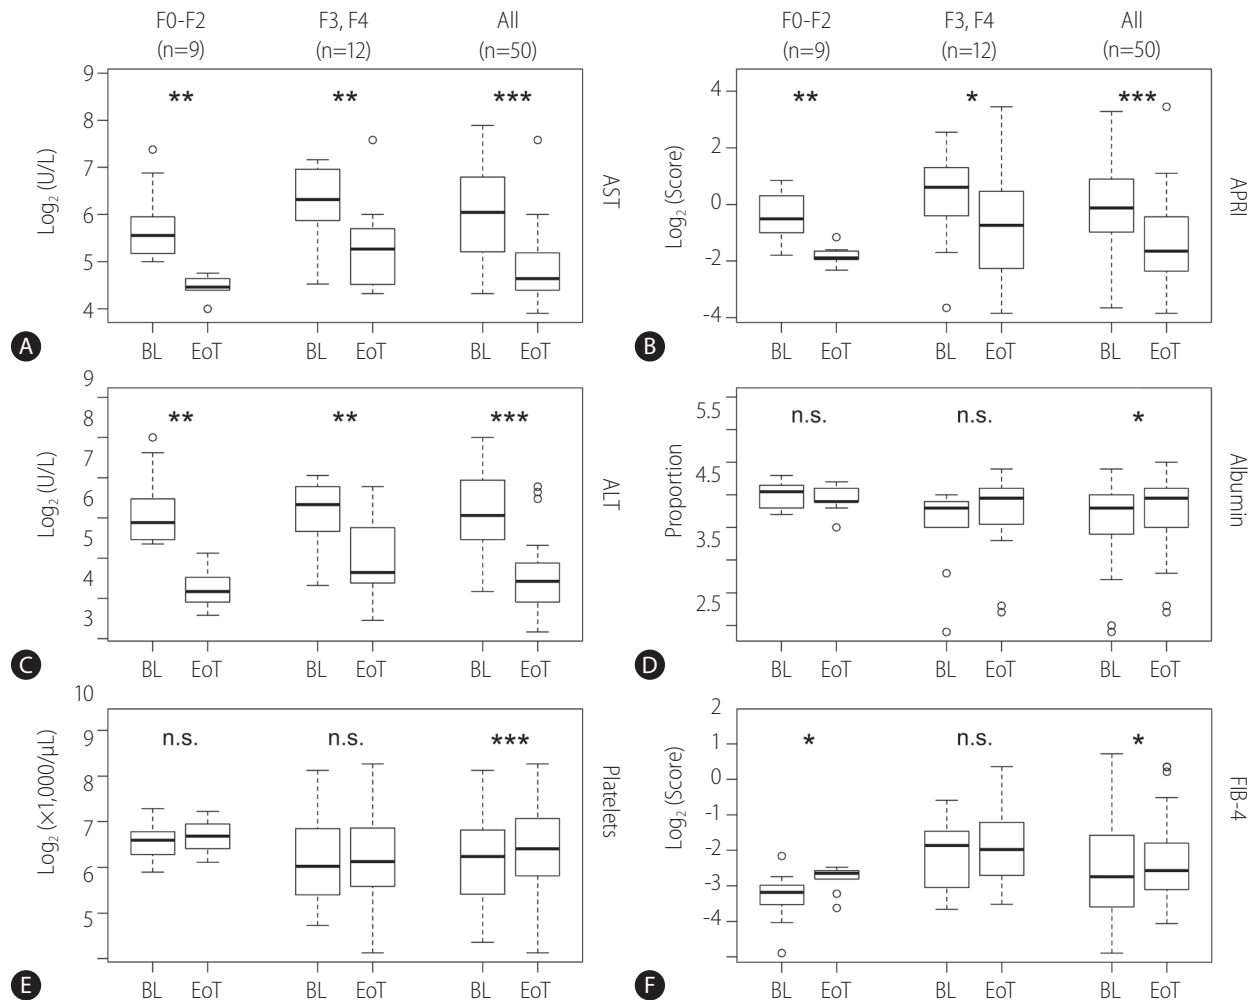 F0-F2 F3, F4 All F0-F2 F3, F4 All
(n=9) (n=12) (n=50) (n=9) (n=12) (n=50)
9
8
7
6
5
4
Log2 (U/L)
** ** ***
AST
A
BL EoT BL EoT BL EoT
4
2
0
-2
-4
Log2 (Score)
** * ***
APRI
B
BL EoT BL EoT BL EoT
9
8
7
6
5
4
3
Log2 (U/L)
** ** ***
ALT
C
BL EoT BL EoT BL EoT
5.5
4.5
3.5
2.5
Proportion
n.s. n.s. *
Albumin
D
BL EoT BL EoT BL EoT
10
9
8
7
6
5
Log2 (×1,000/μL)
n.s. n.s. ***
Platelets
E
BL EoT BL EoT BL EoT
2
1
0
-1
-2
-3
-4
Log2 (Score)
* n.s. *
FIB-4
F
BL EoT BL EoT BL EoT